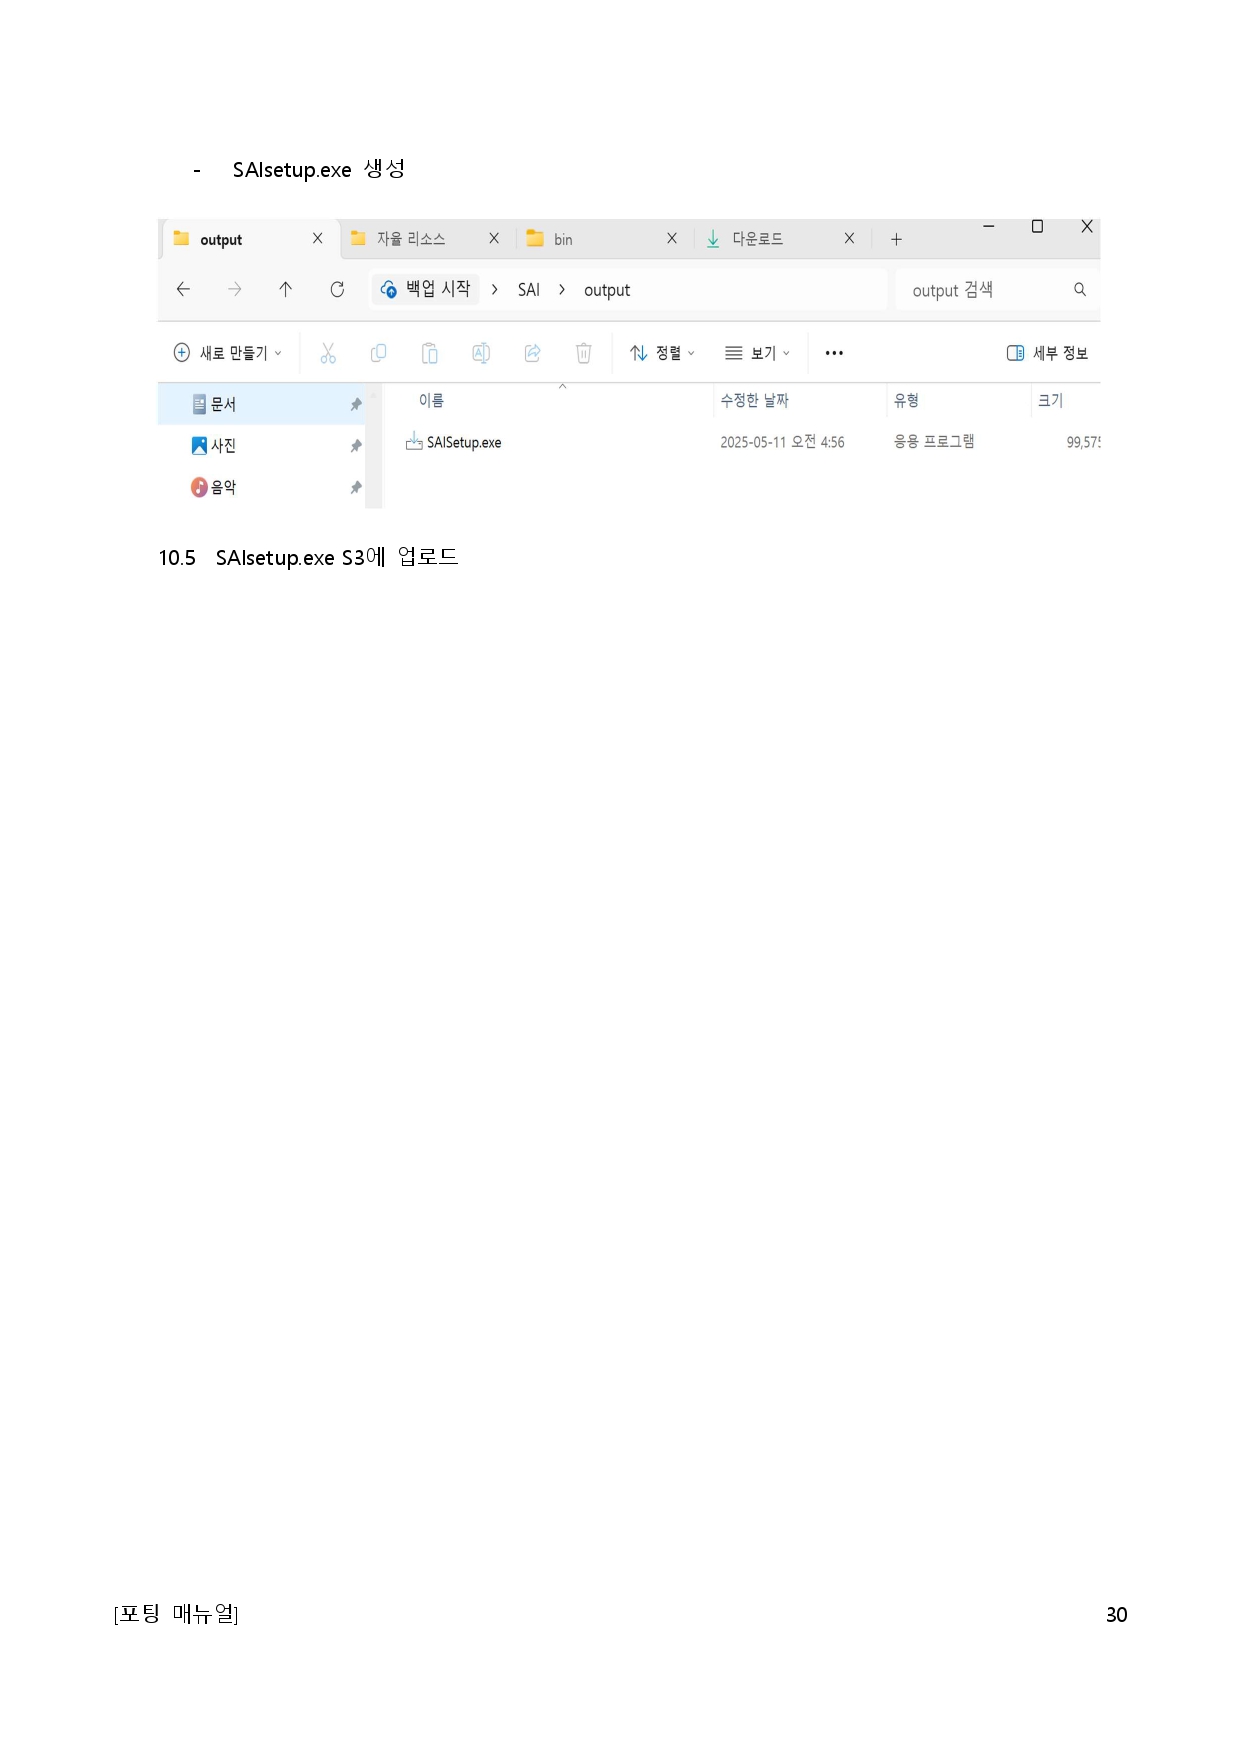 - SAIsetup.exe 생성
output 자율 리소스 bin 다운로드
백업 시작 > SAI > output output 검색
새로 만들기 정렬 보기 ... 세부 정보
문서 이름 수정한 날짜 유형 크기
사진 SAISetup.exe 2025-05-11 오전 4:56 응용 프로그램 99,575
음악
10.5 SAIsetup.exe S3에 업로드
[포팅 매뉴얼] 30